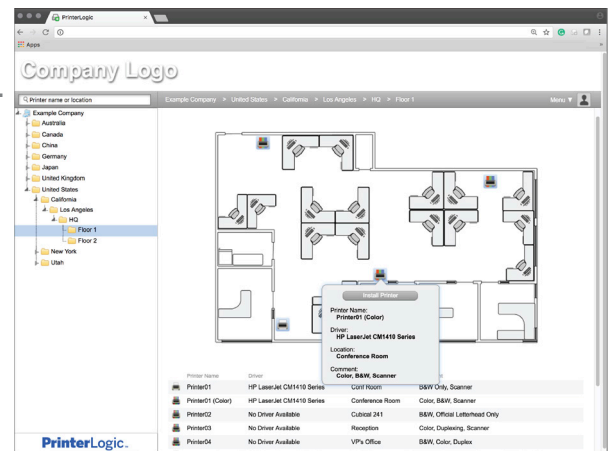 PrinterLogic
Apps
Company Logo
Printer name or location
Example Company > United States > California > Los Angeles > HQ > Floor 1
Menu ▼
Example Company
Australia
Canada
China
Germany
Japan
United Kingdom
United States
California
Los Angeles
HQ
Floor 1
Floor 2
New York
Utah
Install Printer
Printer Name:
Printer01 (Color)
Driver:
HP LaserJet CM1410 Series
Location:
Conference Room
Comment:
Color, B&W, Scanner
Printer Name Driver
Printer01 HP LaserJet CM1410 Series Conf Room B&W Only, Scanner
Printer01 (Color) HP LaserJet CM1410 Series Conference Room Color, B&W, Scanner
Printer02 No Driver Available Cubical 241 B&W, Official Letterhead Only
Printer03 No Driver Available Reception Color, Duplexing, Scanner
Printer04 No Driver Available VP's Office B&W, Color, Duplex
PrinterLogic